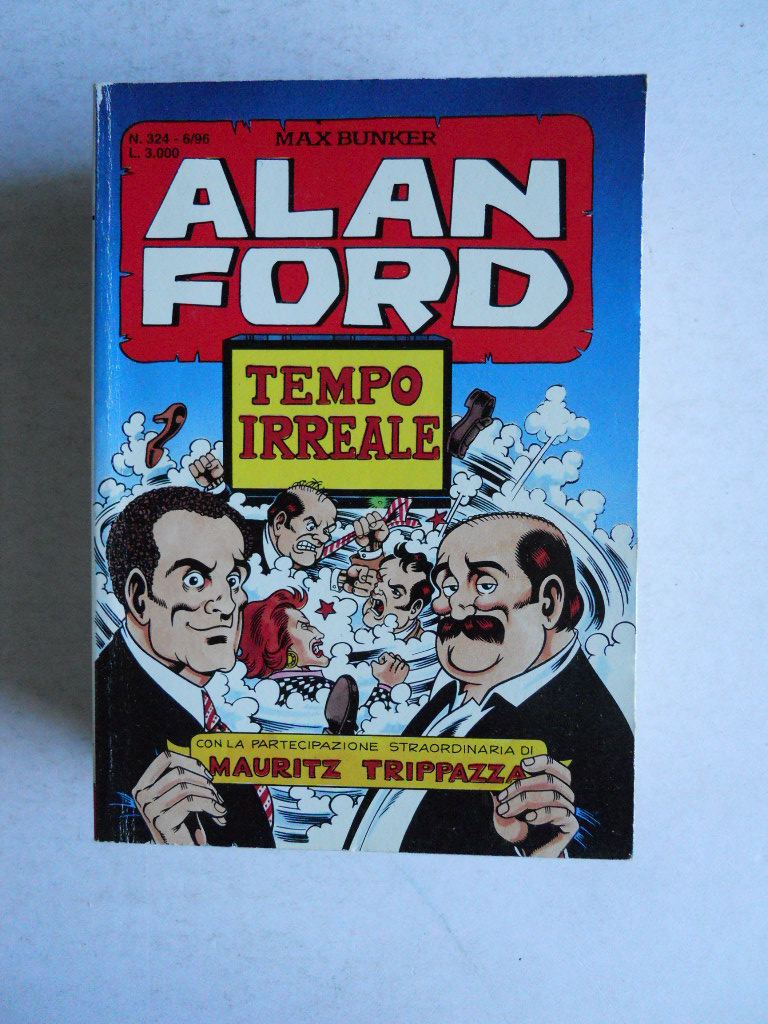 N. 324 - 6/96
L. 3.000
MAX BUNKER
ALAN
FORD
TEMPO
IRREALE
CON LA PARTECIPAZIONE STRAORDINARIA DI
MAURITZ TRIPPAZZA